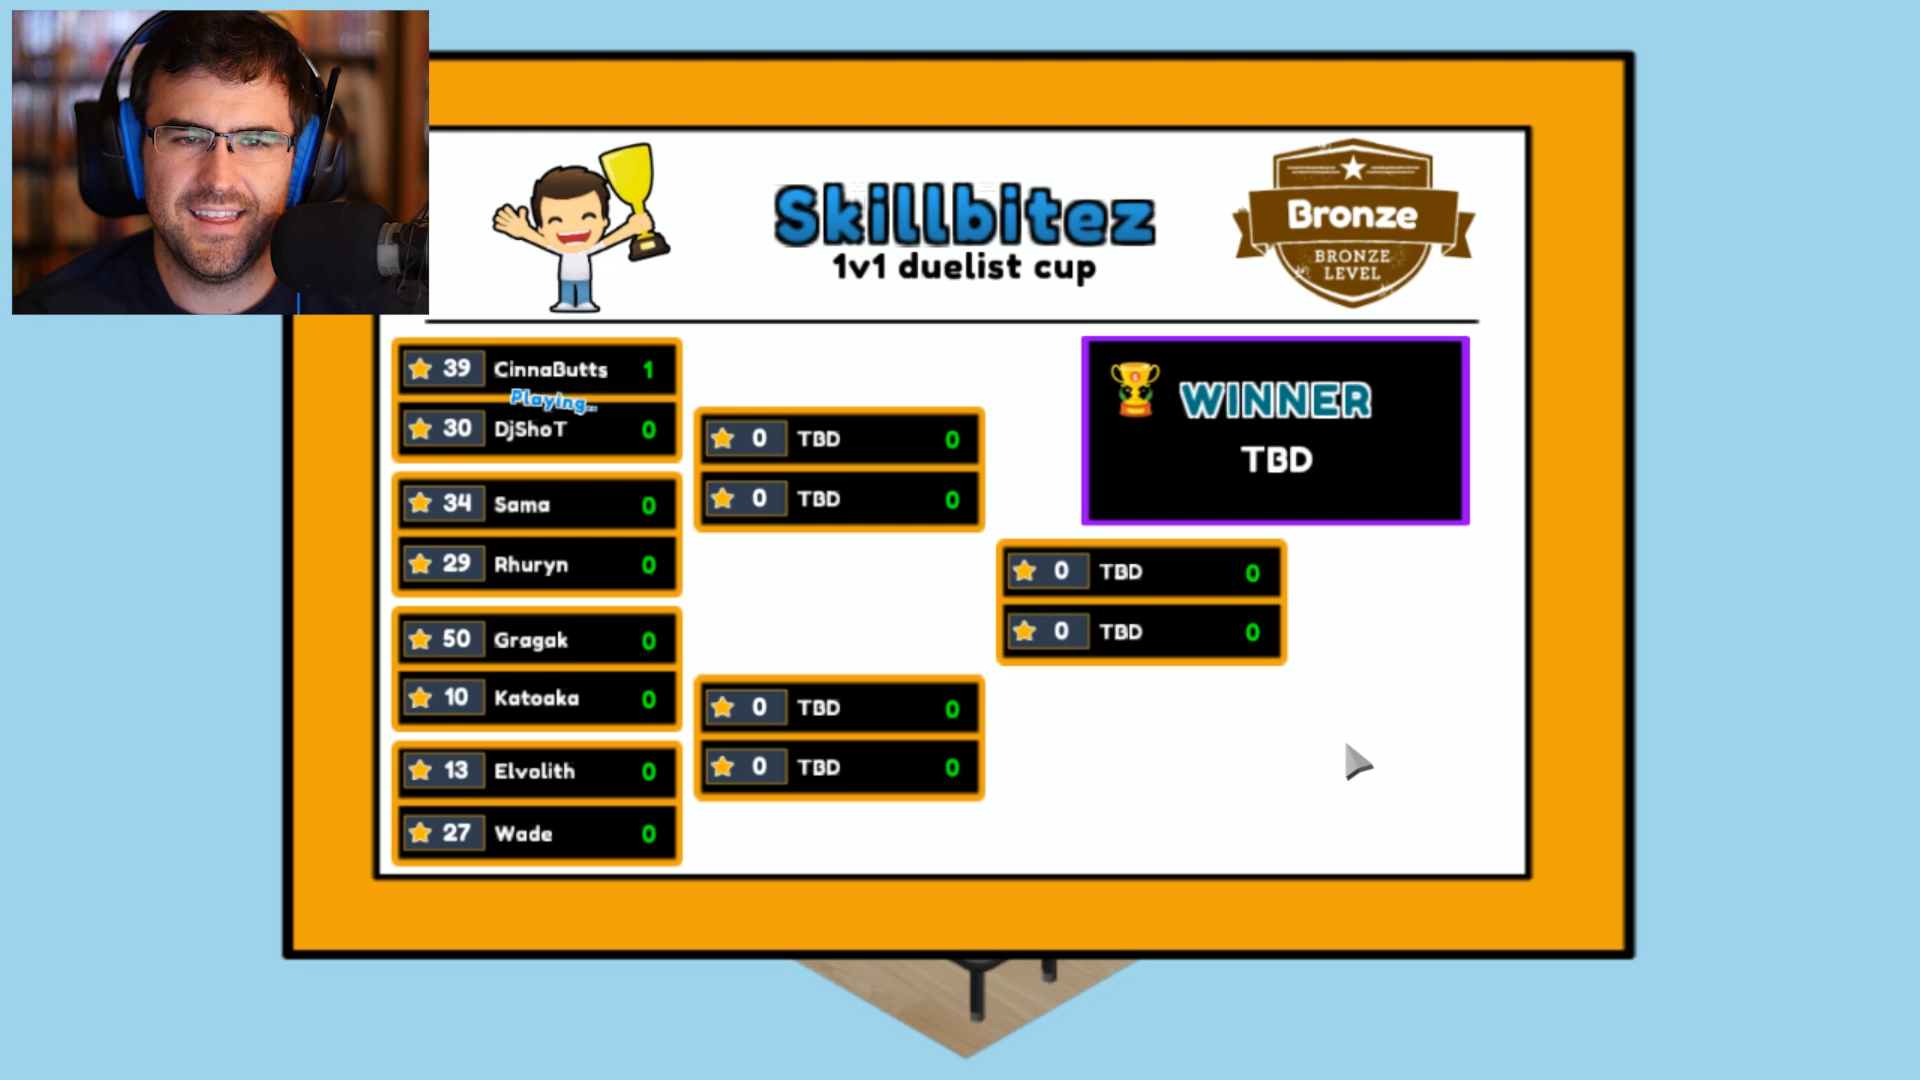 Skillbitez
1v1 duelist cup
Bronze
BRONZE
LEVEL
39 CinnaButts 1
Playing..
30 DjShoT 0
34 Sama 0
29 Rhuryn 0
50 Gragak 0
10 Katoaka 0
13 Elvolith 0
27 Wade 0
0 TBD 0
0 TBD 0
0 TBD 0
0 TBD 0
WINNER
TBD
0 TBD 0
0 TBD 0